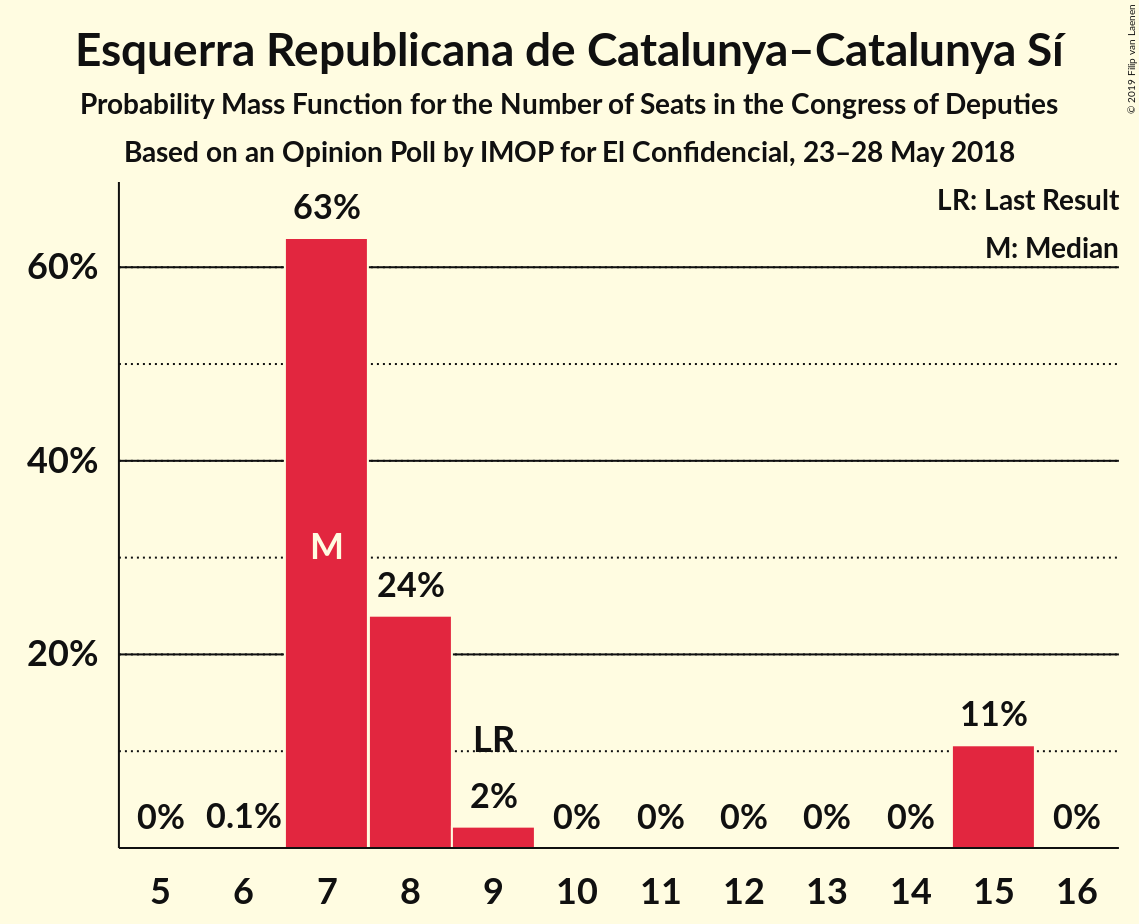 Esquerra Republicana de Catalunya–Catalunya Sí
Probability Mass Function for the Number of Seats in the Congress of Deputies
Based on an Opinion Poll by IMOP for El Confidencial, 23–28 May 2018
© 2019 Filip van Laenen
LR: Last Result
M: Median
60%
40%
20%
0%
0.1%
63%
M
24%
LR
2%
0%
0%
0%
0%
0%
11%
0%
5 6 7 8 9 10 11 12 13 14 15 16